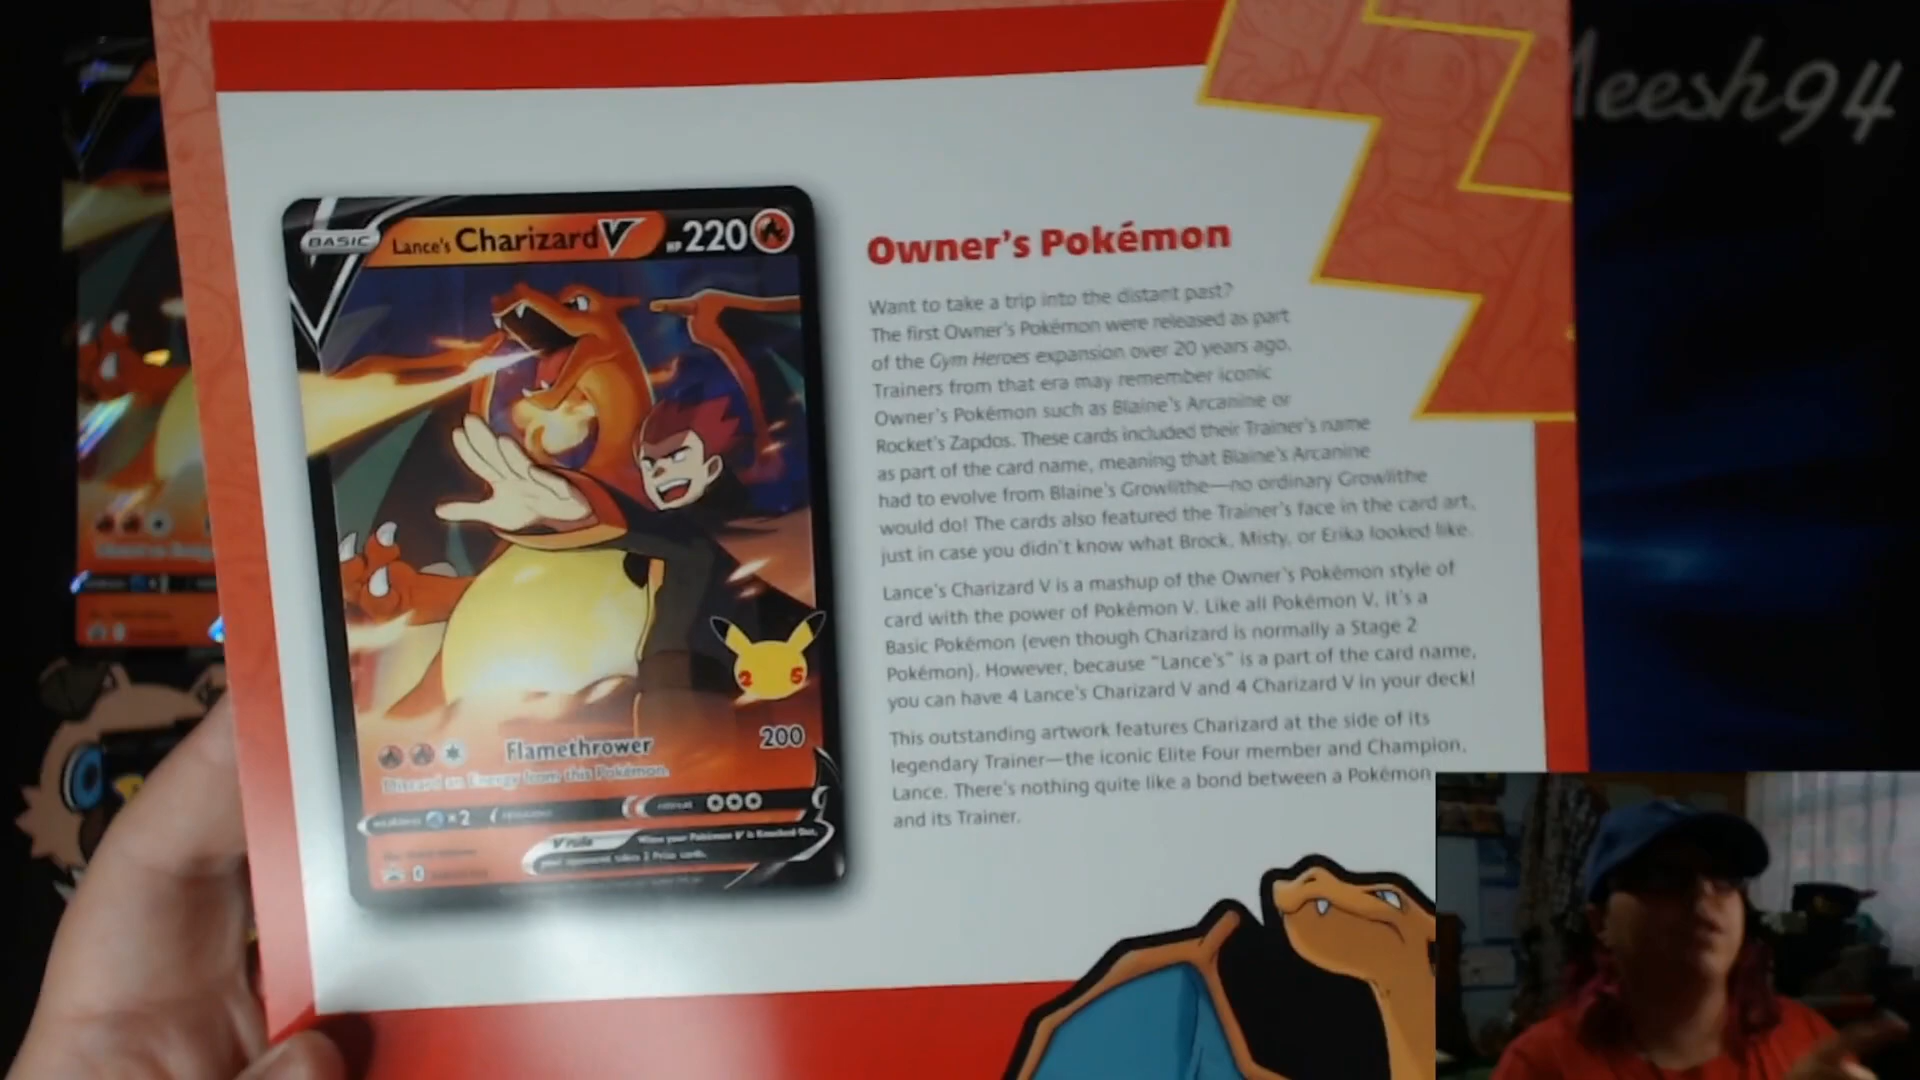 Meesh94
BASIC
Lance's Charizard V HP 220
2 5
Flamethrower 200
Discard an Energy from this Pokémon.
weakness ×2 resistance retreat
V rule When your Pokémon V is Knocked Out,
your opponent takes 2 Prize cards.
Owner's Pokémon
Want to take a trip into the distant past?
The first Owner's Pokémon were released as part
of the Gym Heroes expansion over 20 years ago.
Trainers from that era may remember iconic
Owner's Pokémon such as Blaine's Arcanine or
Rocket's Zapdos. These cards included their Trainer's name
as part of the card name, meaning that Blaine's Arcanine
had to evolve from Blaine's Growlithe—no ordinary Growlithe
would do! The cards also featured the Trainer's face in the card art,
just in case you didn't know what Brock, Misty, or Erika looked like.
Lance's Charizard V is a mashup of the Owner's Pokémon style of
card with the power of Pokémon V. Like all Pokémon V, it's a
Basic Pokémon (even though Charizard is normally a Stage 2
Pokémon). However, because "Lance's" is a part of the card name,
you can have 4 Lance's Charizard V and 4 Charizard V in your deck!
This outstanding artwork features Charizard at the side of its
legendary Trainer—the iconic Elite Four member and Champion,
Lance. There's nothing quite like a bond between a Pokémon
and its Trainer.